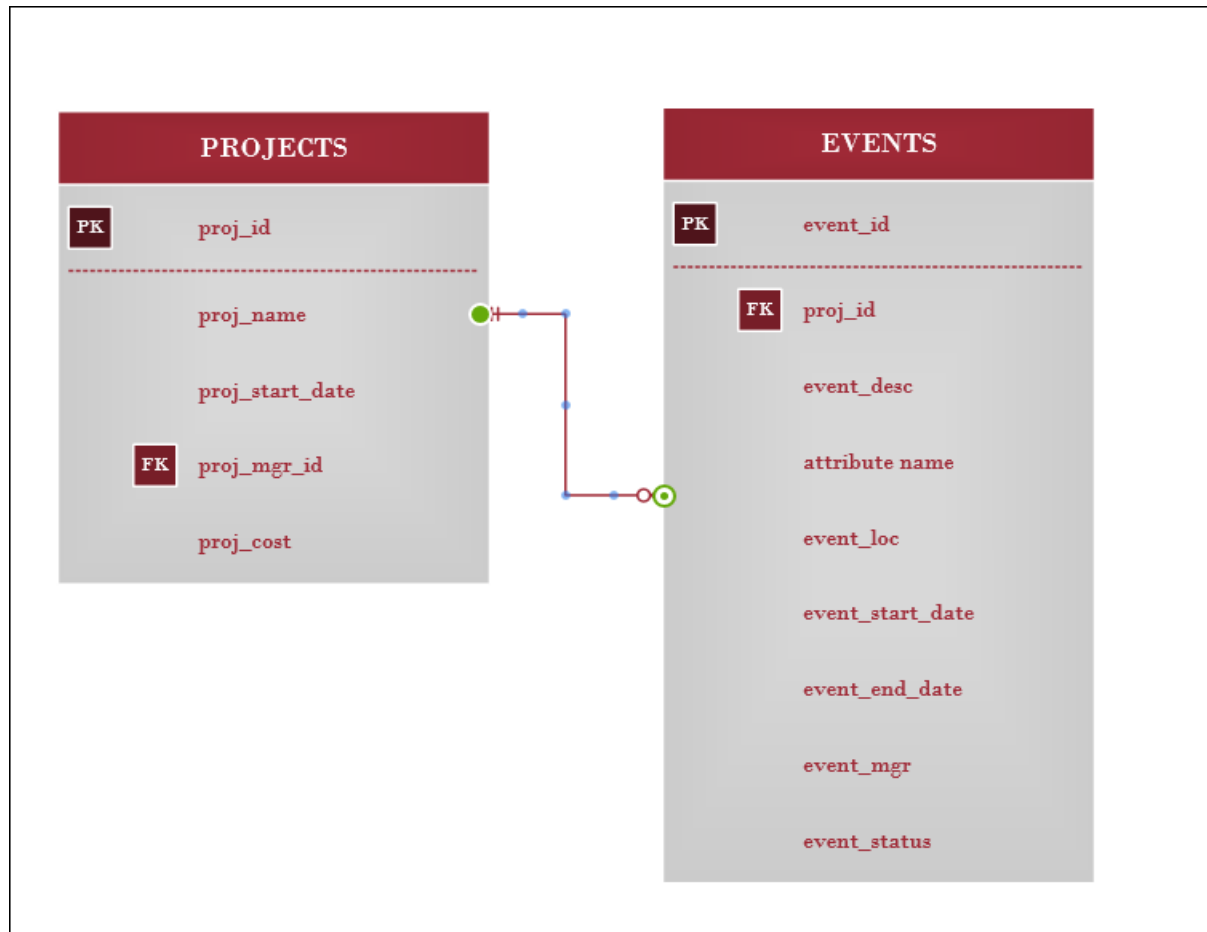 PROJECTS
PK proj_id
proj_name
proj_start_date
FK proj_mgr_id
proj_cost
EVENTS
PK event_id
FK proj_id
event_desc
attribute name
event_loc
event_start_date
event_end_date
event_mgr
event_status